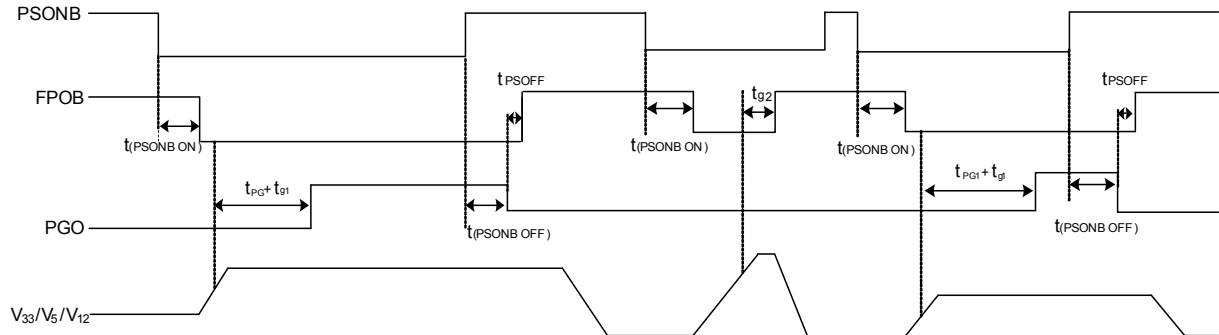 PSONB
FPOB
t(PSONB ON)
tPG+tg1
PGO
t(PSONB OFF)
tPSOFF
t(PSONB ON)
tg2
t(PSONB ON)
tPG1+tg1
t(PSONB OFF)
tPSOFF
V33/V5/V12